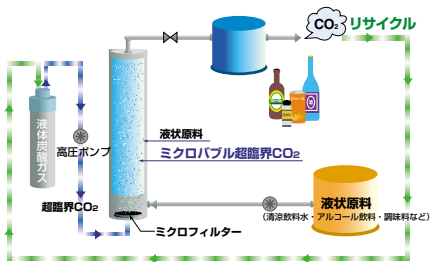 CO₂ リサイクル
液体炭酸ガス
高圧ポンプ
液状原料
ミクロバブル超臨界CO₂
超臨界CO₂
液状原料
(清涼飲料水・アルコール飲料・調味料など)
ミクロフィルター